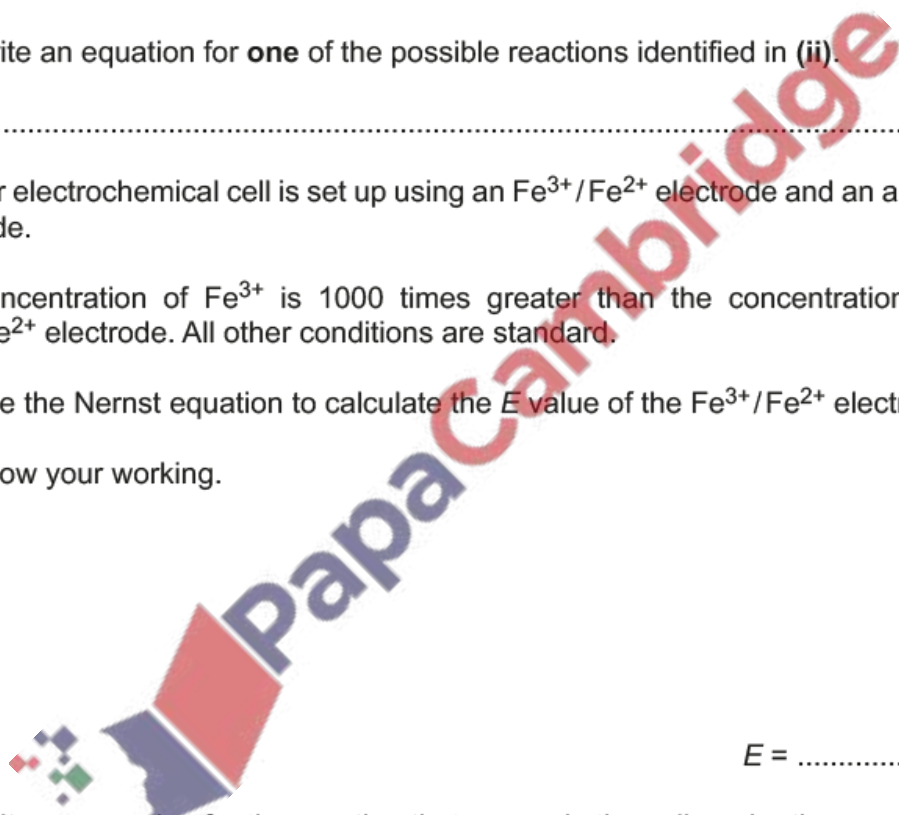 ite an equation for one of the possible reactions identified in (ii).
r electrochemical cell is set up using an Fe³⁺/Fe²⁺ electrode and an a
de.
ncentration of Fe³⁺ is 1000 times greater than the concentration
e²⁺ electrode. All other conditions are standard.
e the Nernst equation to calculate the E value of the Fe³⁺/Fe²⁺ elect
ow your working.
PapaCambridge
E = ............